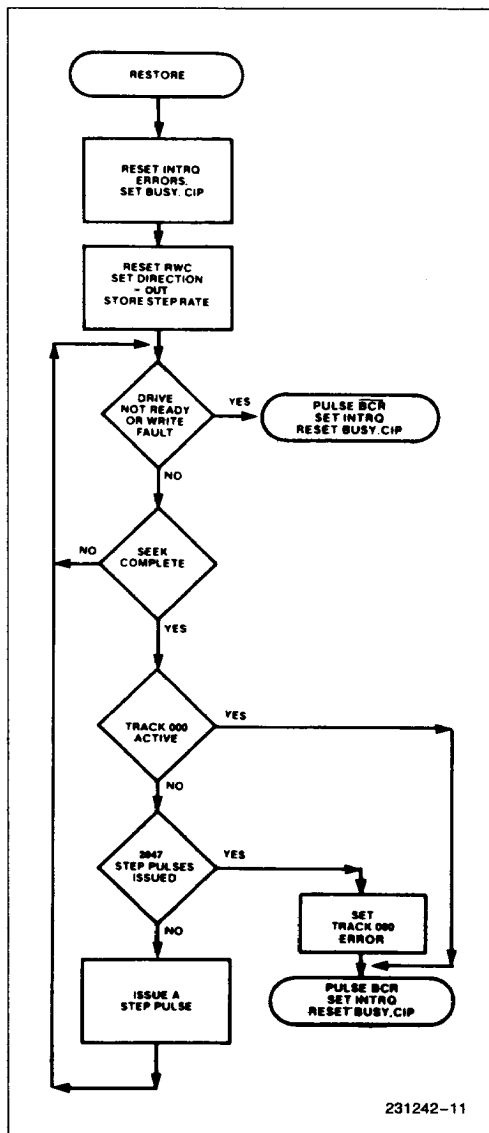 RESTORE
RESET INTRQ
ERRORS.
SET BUSY. CIP
RESET RWC
SET DIRECTION
- OUT
STORE STEP RATE
DRIVE
NOT READY
OR WRITE
FAULT
YES
PULSE BCR
SET INTRQ
RESET BUSY.CIP
NO
SEEK
COMPLETE
NO
YES
TRACK 000
ACTIVE
YES
NO
2047
STEP PULSES
ISSUED
YES
SET
TRACK 000
ERROR
NO
ISSUE A
STEP PULSE
PULSE BCR
SET INTRQ
RESET BUSY.CIP
231242-11